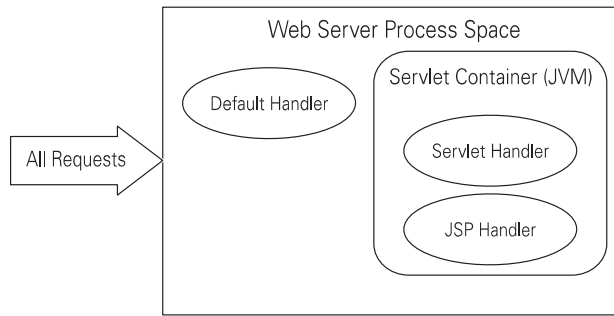 Web Server Process Space
Servlet Container (JVM)
Default Handler
All Requests
Servlet Handler
JSP Handler